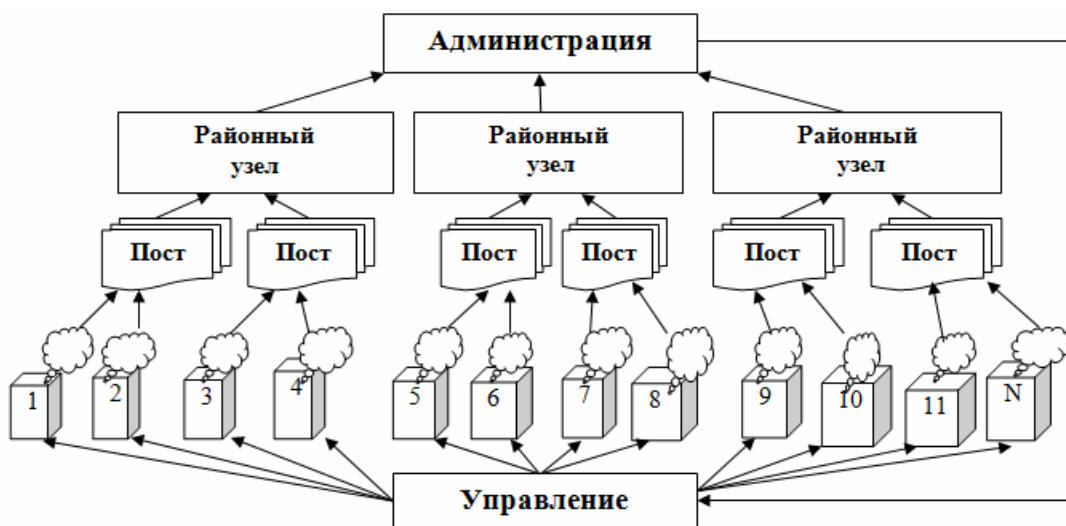 Администрация
Районный
узел
Районный
узел
Районный
узел
Пост
Пост
Пост
Пост
Пост
Пост
1
2
3
4
5
6
7
8
9
10
11
N
Управление